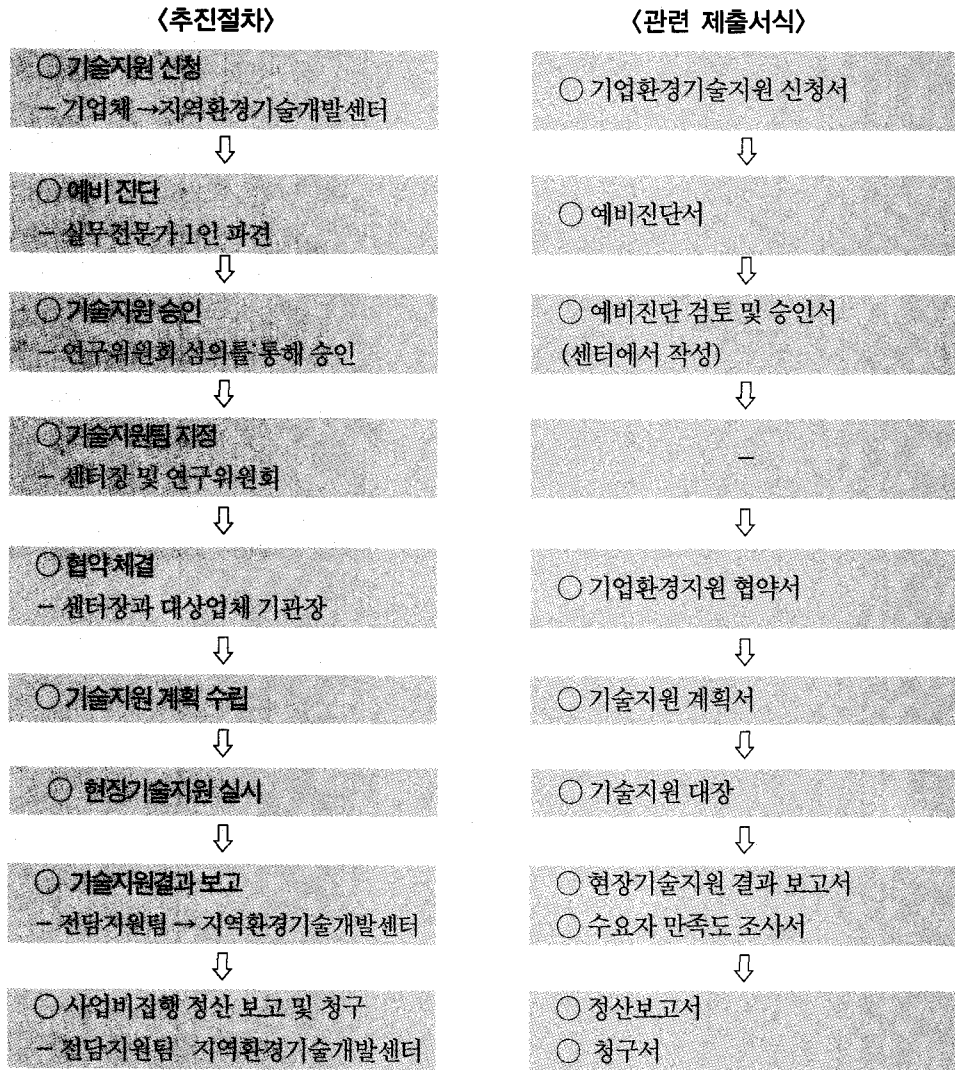 〈추진절차〉
〈관련 제출서식〉
○ 기술지원 신청
- 기업체 →지역환경기술개발센터
○ 기업환경기술지원 신청서
⇩
⇩
○ 예비 진단
- 실무전문가 1인 파견
○ 예비진단서
⇩
⇩
○ 기술지원 승인
- 연구위원회 심의를 통해 승인
○ 예비진단 검토 및 승인서
(센터에서 작성)
⇩
⇩
○ 기술지원팀 지정
- 센터장 및 연구위원회
-
⇩
⇩
○ 협약 체결
- 센터장과 대상업체 기관장
○ 기업환경지원 협약서
⇩
⇩
○ 기술지원 계획 수립
○ 기술지원 계획서
⇩
⇩
○ 현장기술지원 실시
○ 기술지원 대장
⇩
⇩
○ 기술지원결과 보고
- 전담지원팀 → 지역환경기술개발센터
○ 현장기술지원 결과 보고서
○ 수요자 만족도 조사서
⇩
⇩
○ 사업비집행 정산 보고 및 청구
- 전담지원팀 지역환경기술개발센터
○ 정산보고서
○ 청구서